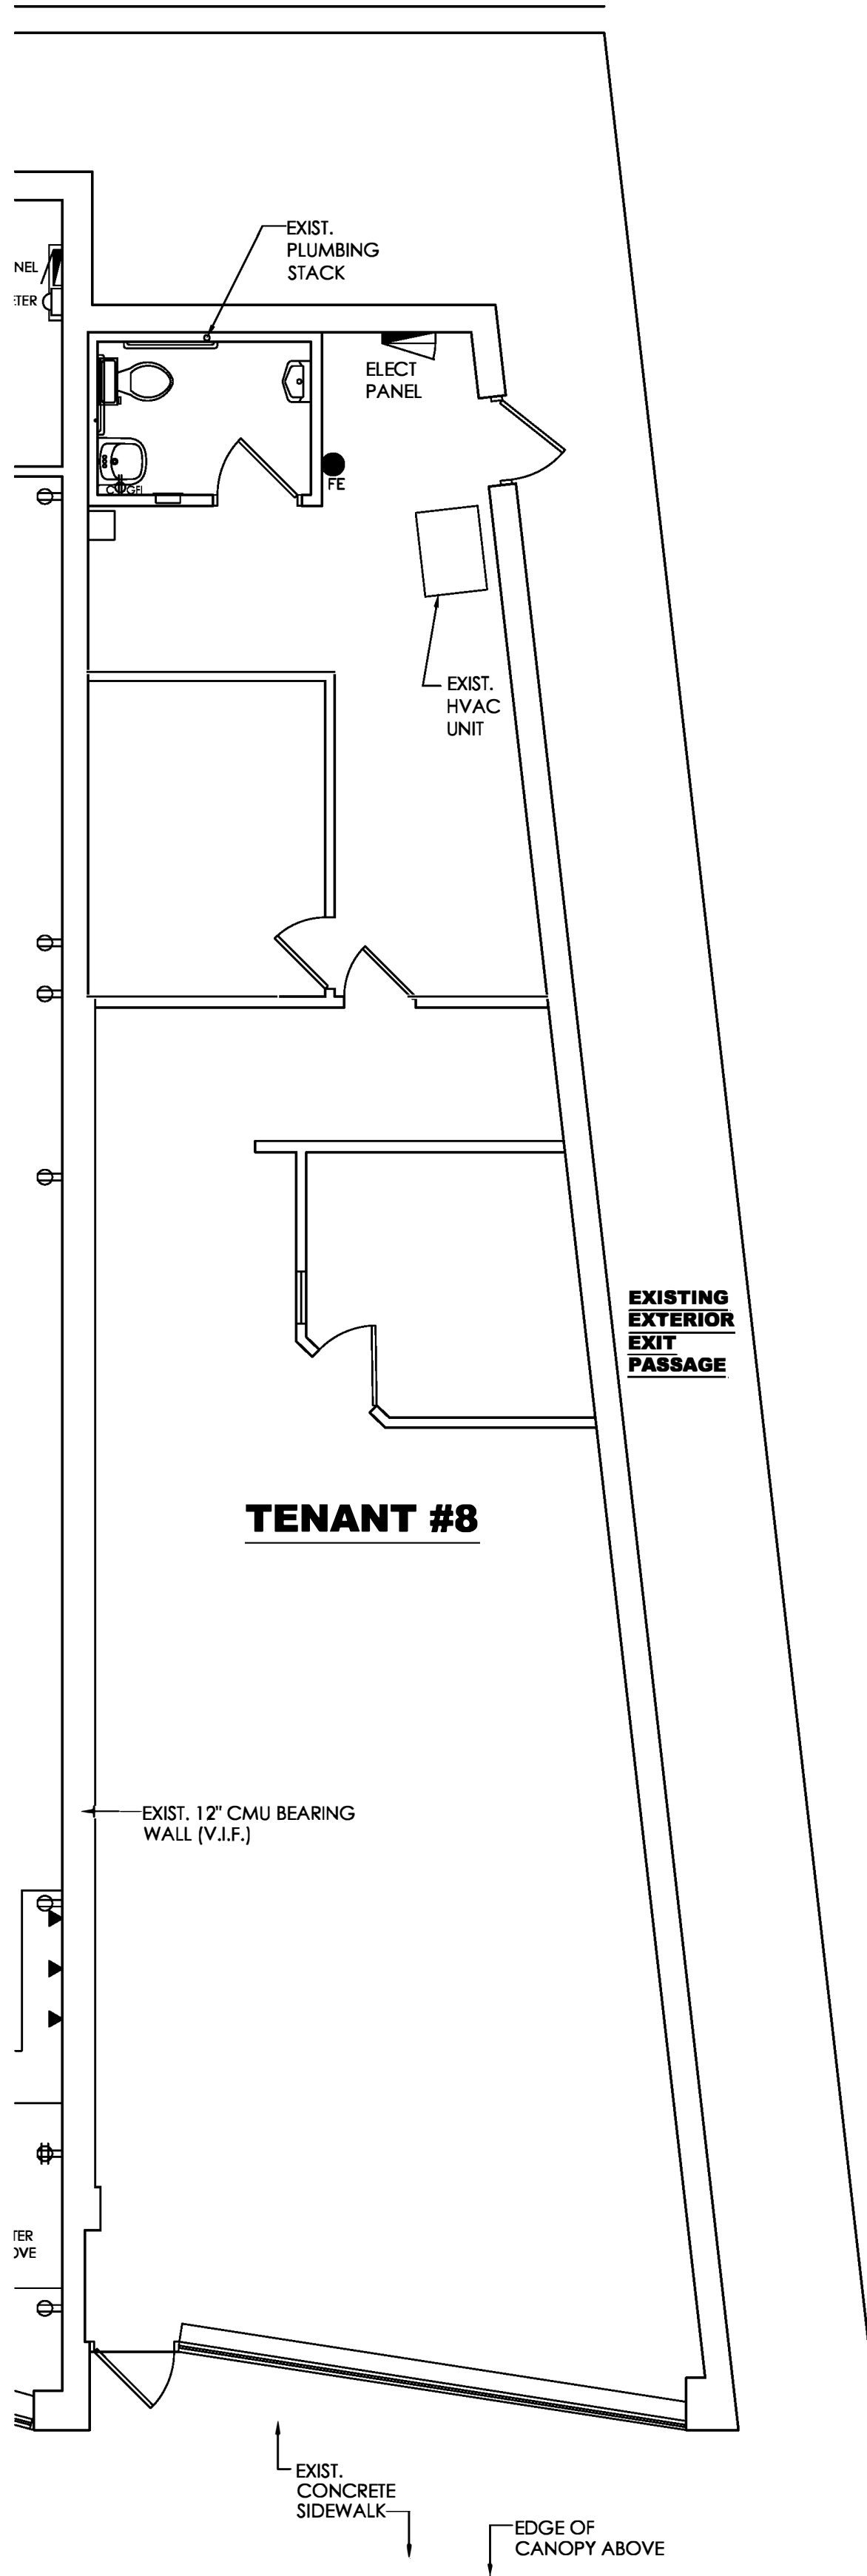 EXIST.
PLUMBING
STACK
NEL
ELECT
PANEL
FE
GFI
EXIST.
HVAC
UNIT
EXISTING
EXTERIOR
EXIT
PASSAGE
TENANT #8
EXIST. 12" CMU BEARING
WALL (V.I.F.)
EXIST.
CONCRETE
SIDEWALK
EDGE OF
CANOPY ABOVE